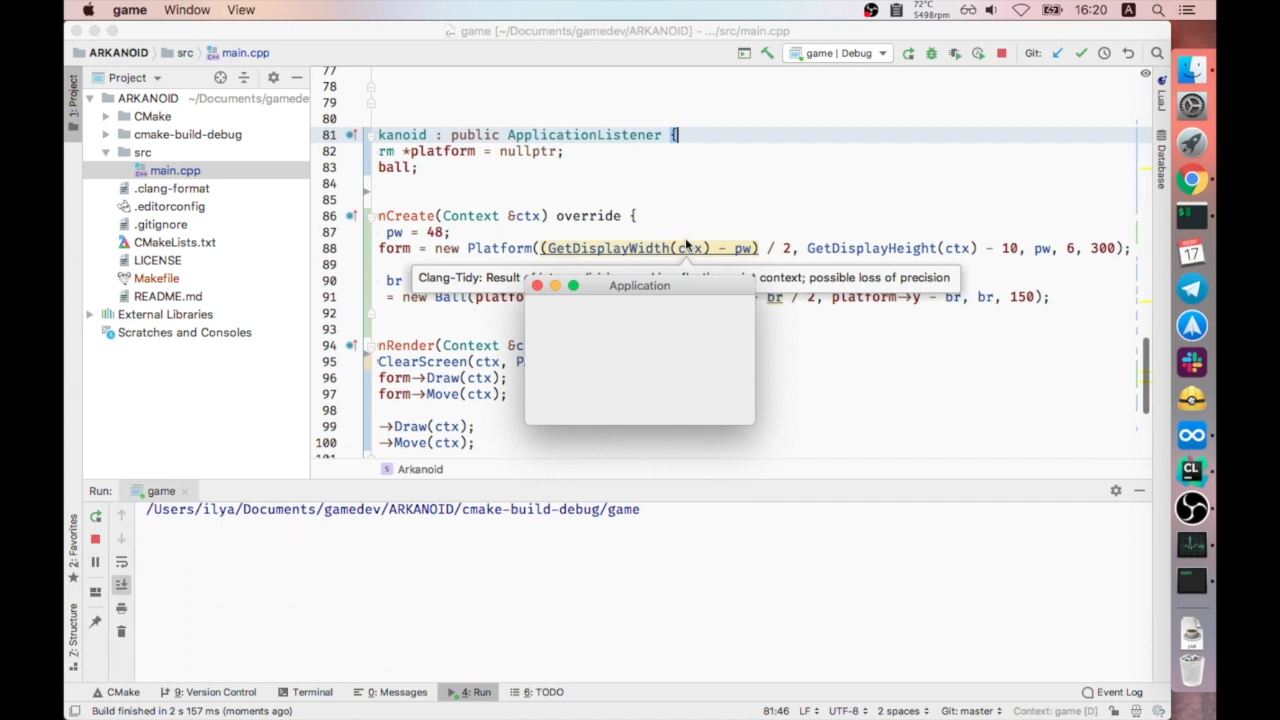 game Window View 72°C 5498rpm 16:20 A
game [~/Documents/gamedev/ARKANOID] - .../src/main.cpp
ARKANOID src main.cpp game | Debug Git:
1: Project
Project
ARKANOID ~/Documents/gamede
CMake
cmake-build-debug
src
main.cpp
.clang-format
.editorconfig
.gitignore
CMakeLists.txt
LICENSE
Makefile
README.md
External Libraries
Scratches and Consoles
77
78
79
80
81 kanoid : public ApplicationListener {
82 rm *platform = nullptr;
83 ball;
84
85
86 nCreate(Context &ctx) override {
87 pw = 48;
88 form = new Platform((GetDisplayWidth(ctx) - pw) / 2, GetDisplayHeight(ctx) - 10, pw, 6, 300);
89
Clang-Tidy: Result of context; possible loss of precision
90 br
91 = new Ball(platfo br / 2, platform→y - br, br, 150);
92
93
94 nRender(Context &c
95 ClearScreen(ctx, P
96 form→Draw(ctx);
97 form→Move(ctx);
98
99 →Draw(ctx);
100 →Move(ctx);
Application
S Arkanoid
LuaJ
Database
17
CL
JAR
Run: game
/Users/ilya/Documents/gamedev/ARKANOID/cmake-build-debug/game
2: Favorites
7: Structure
CMake 9: Version Control Terminal 0: Messages 4: Run 6: TODO Event Log
Build finished in 2 s 157 ms (moments ago) 81:46 LF UTF-8 2 spaces Git: master Context: game [D]